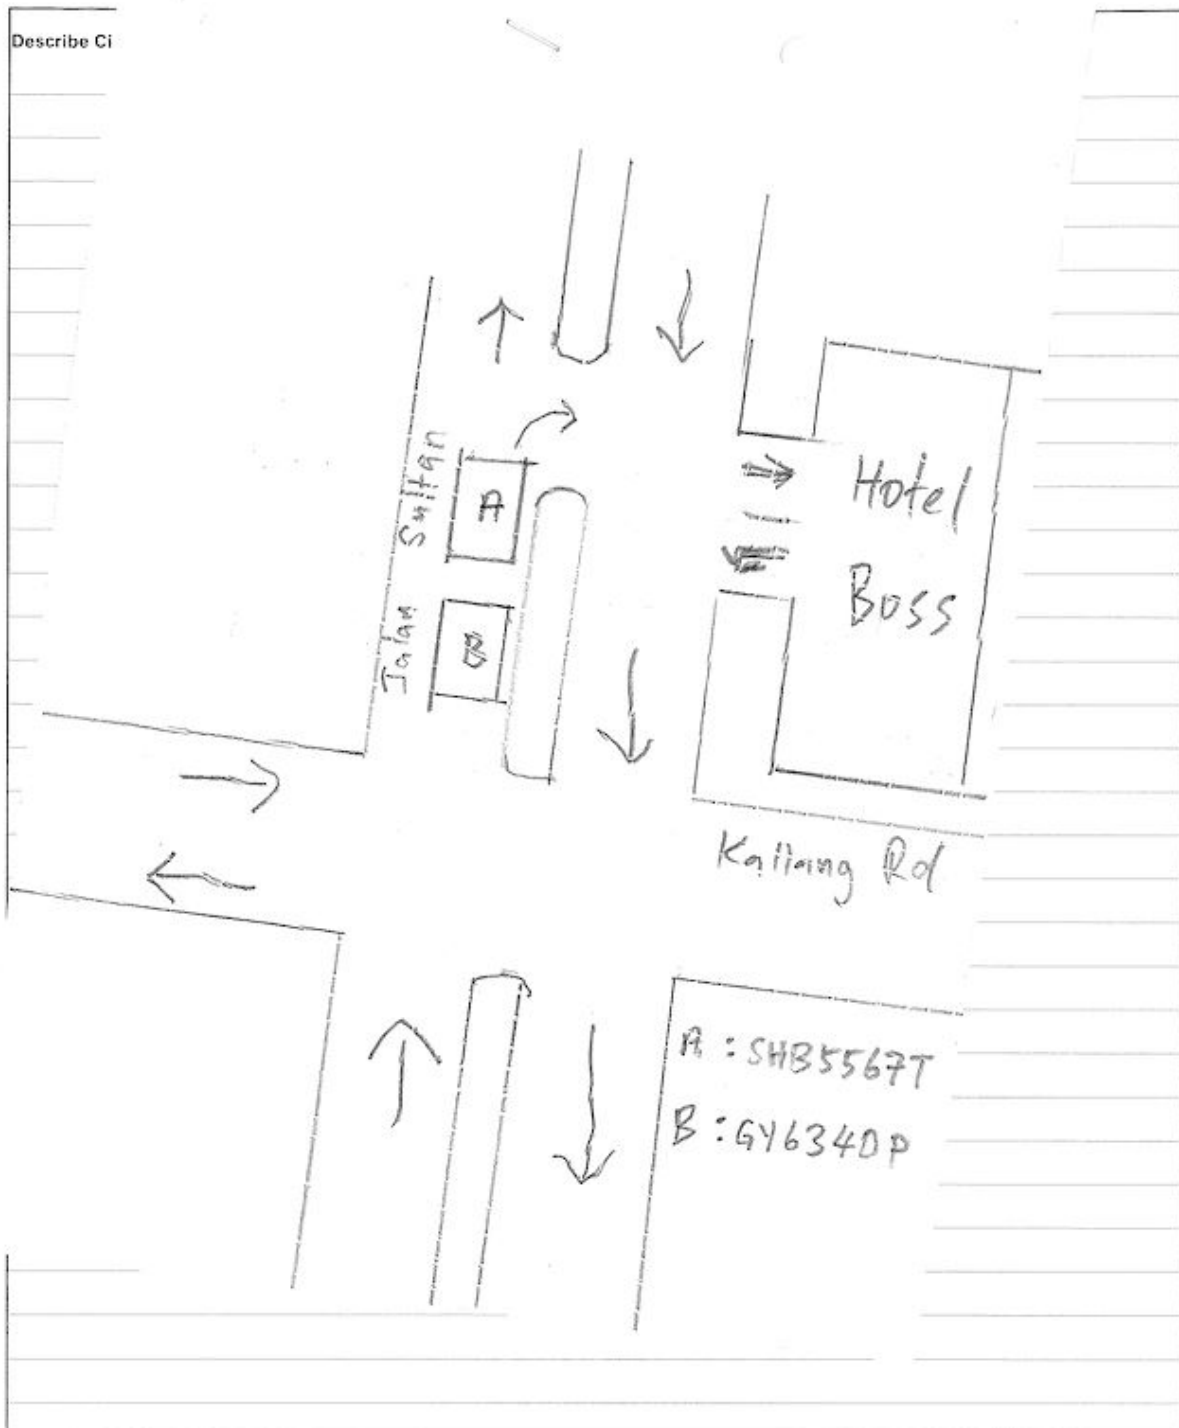 Describe Ci
Sultan
A
Hotel
Boss
Jalan
B
Kallang Rd
A : SHB5567T
B : GY6340P